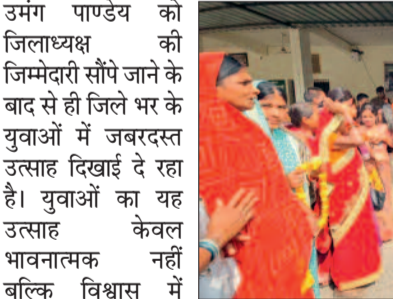 उमंग पाण्डेय को
जिलाध्यक्ष की
जिम्मेदारी सौंपे जाने के
बाद से ही जिले भर के
युवाओं में जबरदस्त
उत्साह दिखाई दे रहा
है। युवाओं का यह
उत्साह केवल
भावनात्मक नहीं
बल्कि विश्वास में